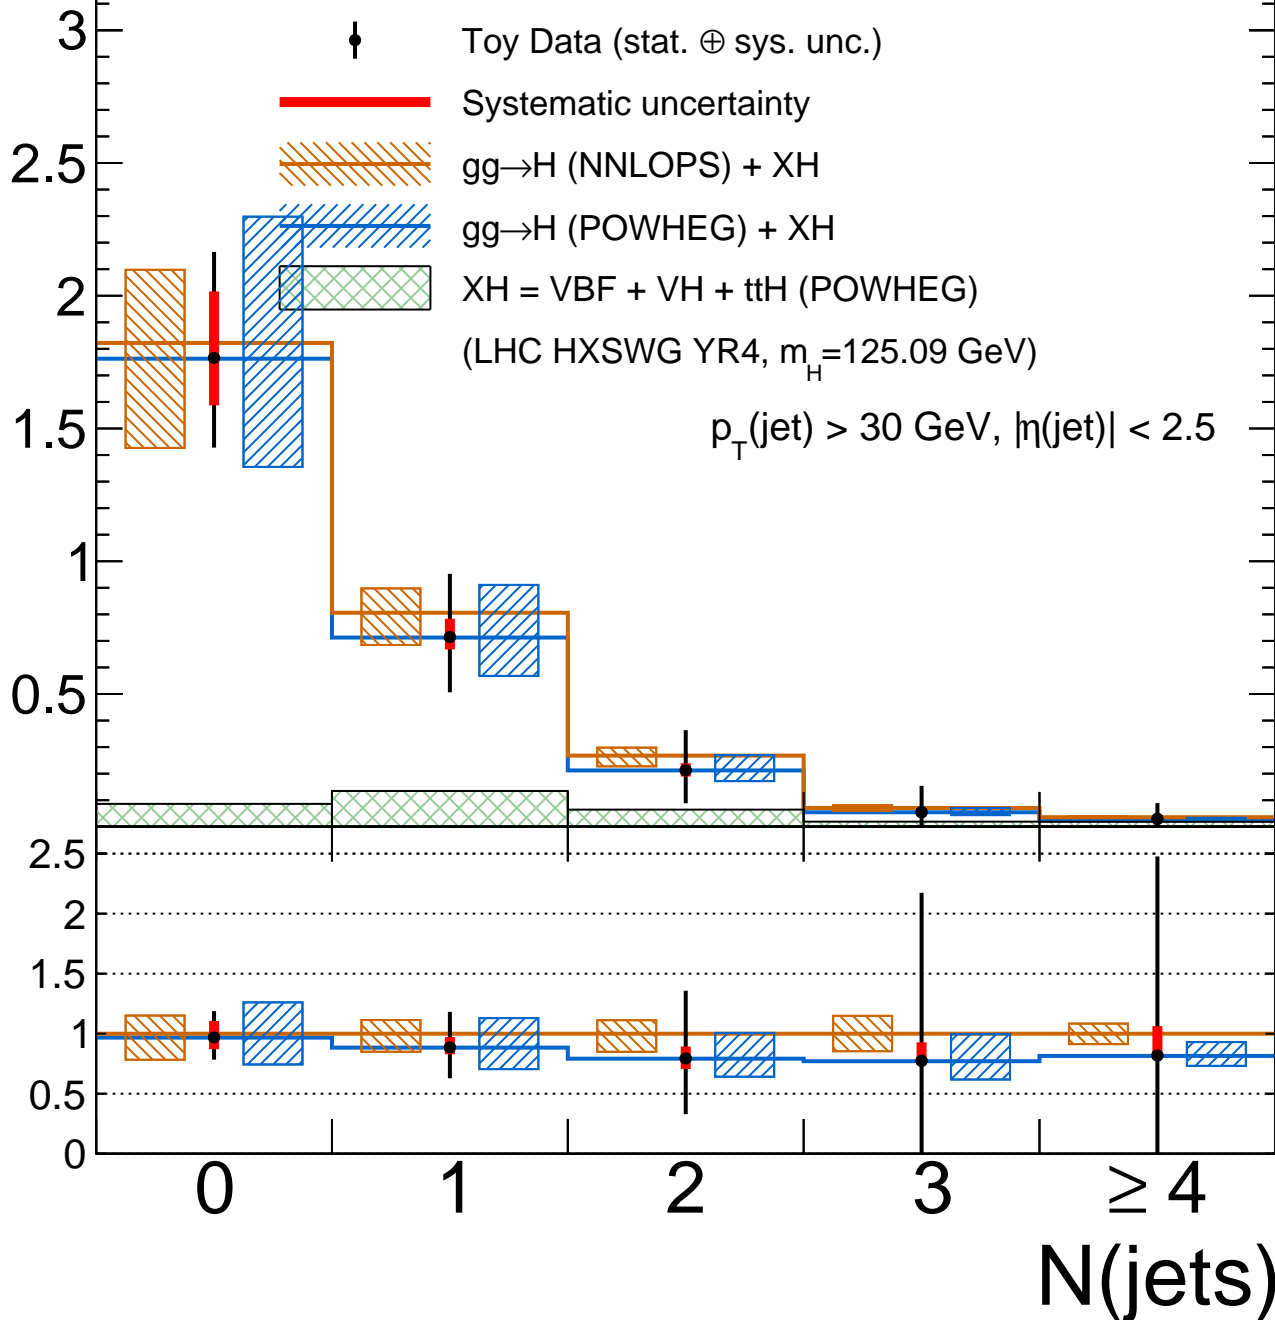 3
Toy Data (stat. ⊕ sys. unc.)
Systematic uncertainty
2.5
gg→H (NNLOPS) + XH
gg→H (POWHEG) + XH
2
XH = VBF + VH + ttH (POWHEG)
(LHC HXSWG YR4, m_H=125.09 GeV)
1.5
p_T(jet) > 30 GeV, |η(jet)| < 2.5
1
0.5
2.5
2
1.5
1
0.5
0
0 1 2 3 ≥ 4
N(jets)